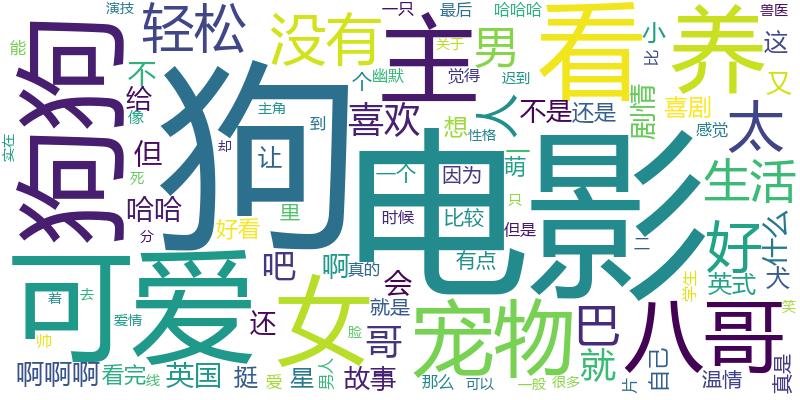 演技
一只
最后
哈哈哈
兽医
能
轻松
没有
主
男
关于
看
养
小
这
狗狗
不
个
幽默
觉得
迟到
比
又
给
像
喜欢
想
人
不是
还是
剧情
喜剧
感觉
太
实在
狗
主角
到
电影
性格
但
却
让
一个
因为
一
萌
生活
死
哈哈
里
时候
比较
只
但是
分
好看
有点
二
好
什么
犬
可爱
吧
啊
真的
会
英式
学生
着
去
女
还
就是
宠物
巴
八哥
笑
爱情
帅
脸
哥
就
啊啊啊
看完
线
英国
挺
爱
星
男人
故事
那么
可以
一般
很多
片
自己
温情
真是